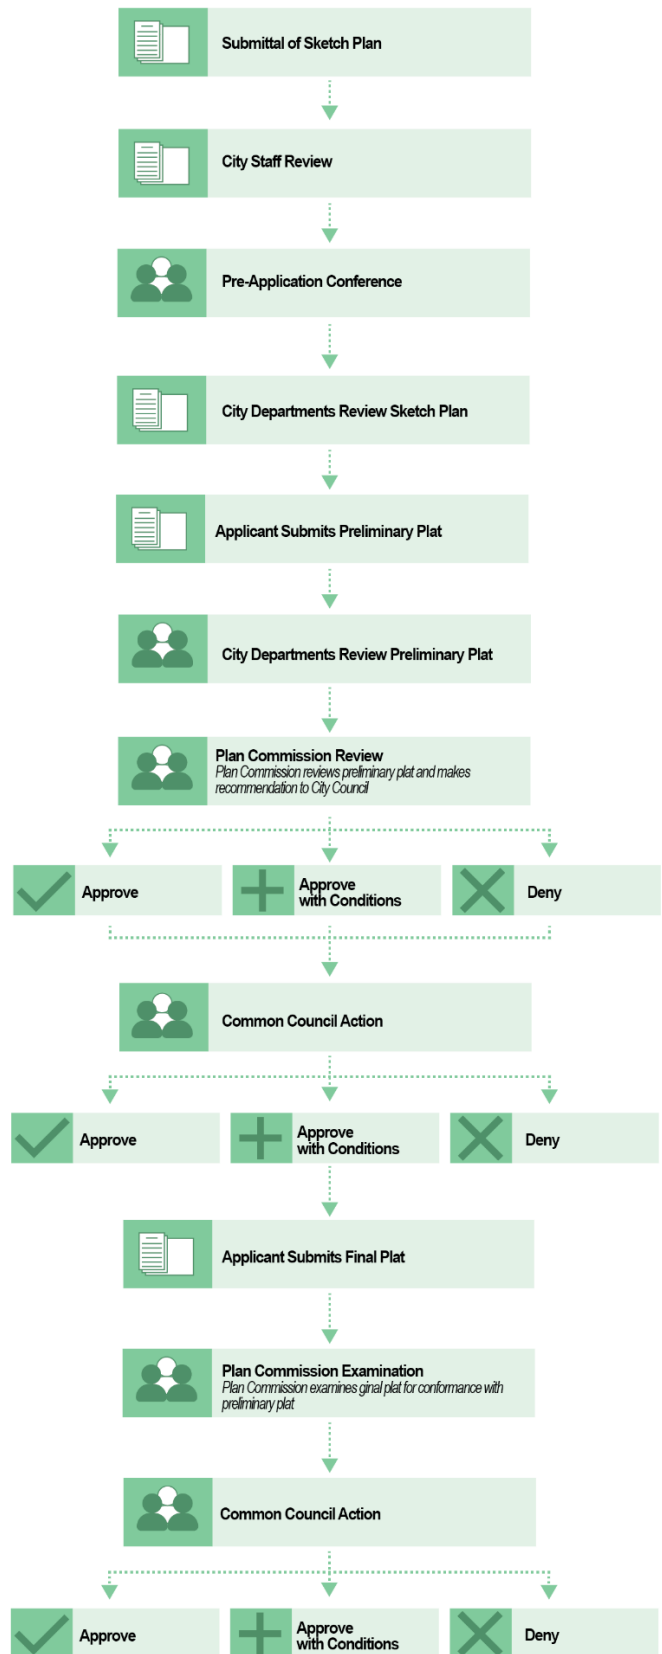 Submittal of Sketch Plan
City Staff Review
Pre-Application Conference
City Departments Review Sketch Plan
Applicant Submits Preliminary Plat
City Departments Review Preliminary Plat
Plan Commission Review
Plan Commission reviews preliminary plat and makes
recommendation to City Council
Approve
Approve
with Conditions
Deny
Common Council Action
Approve
Approve
with Conditions
Deny
Applicant Submits Final Plat
Plan Commission Examination
Plan Commission examines ginal plat for conformance with
preliminary plat
Common Council Action
Approve
Approve
with Conditions
Deny